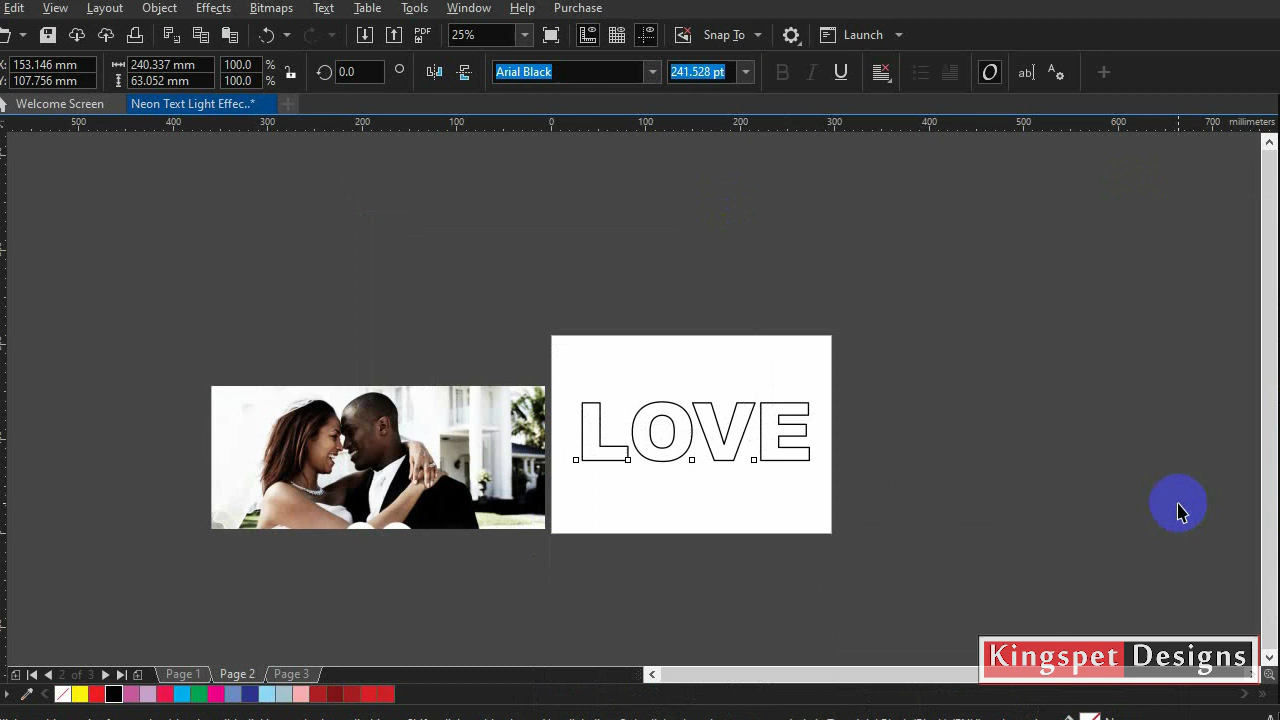 Edit View Layout Object Effects Bitmaps Text Table Tools Window Help Purchase
PDF 25% Snap To Launch
X: 153.146 mm 240.337 mm 100.0 % 0.0 ° Arial Black 241.528 pt B I U O ab
Y: 107.756 mm 63.052 mm 100.0 %
Welcome Screen Neon Text Light Effec..*
500 400 300 200 100 0 100 200 300 400 500 600 700 millimeters
LOVE
2 of 3 Page 1 Page 2 Page 3
Kingspet Designs